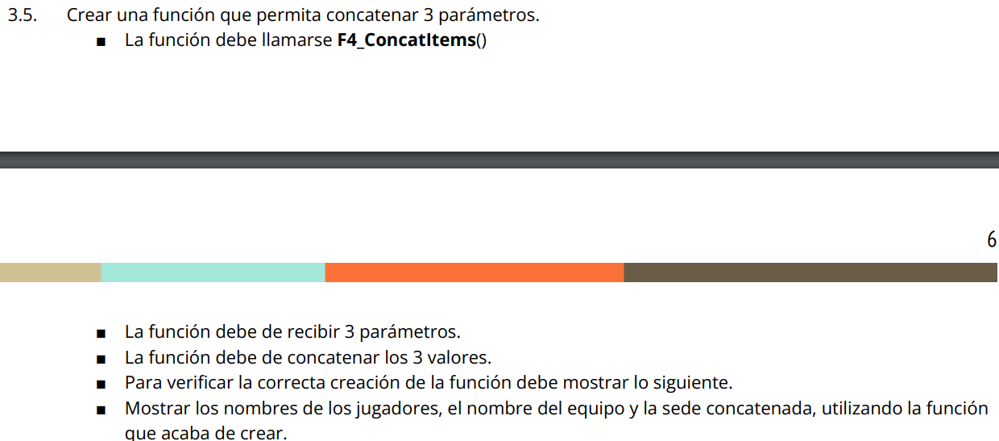 3.5. Crear una función que permita concatenar 3 parámetros.
■ La función debe llamarse F4_ConcatItems()
6
■ La función debe de recibir 3 parámetros.
■ La función debe de concatenar los 3 valores.
■ Para verificar la correcta creación de la función debe mostrar lo siguiente.
■ Mostrar los nombres de los jugadores, el nombre del equipo y la sede concatenada, utilizando la función
que acaba de crear.